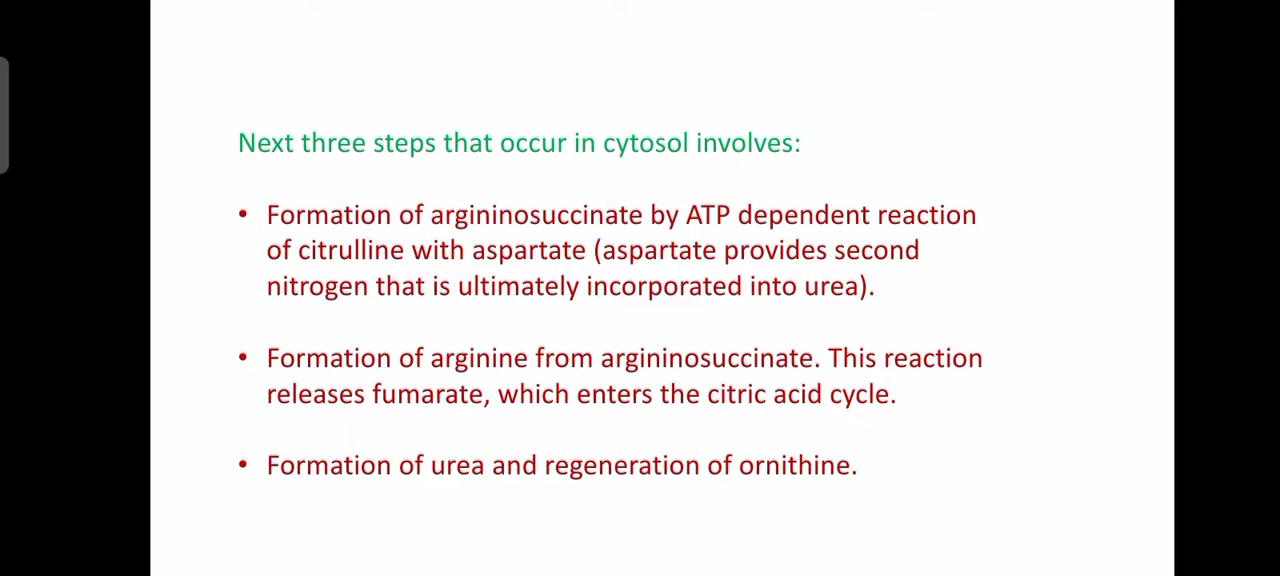 Next three steps that occur in cytosol involves:
• Formation of argininosuccinate by ATP dependent reaction
of citrulline with aspartate (aspartate provides second
nitrogen that is ultimately incorporated into urea).
• Formation of arginine from argininosuccinate. This reaction
releases fumarate, which enters the citric acid cycle.
• Formation of urea and regeneration of ornithine.